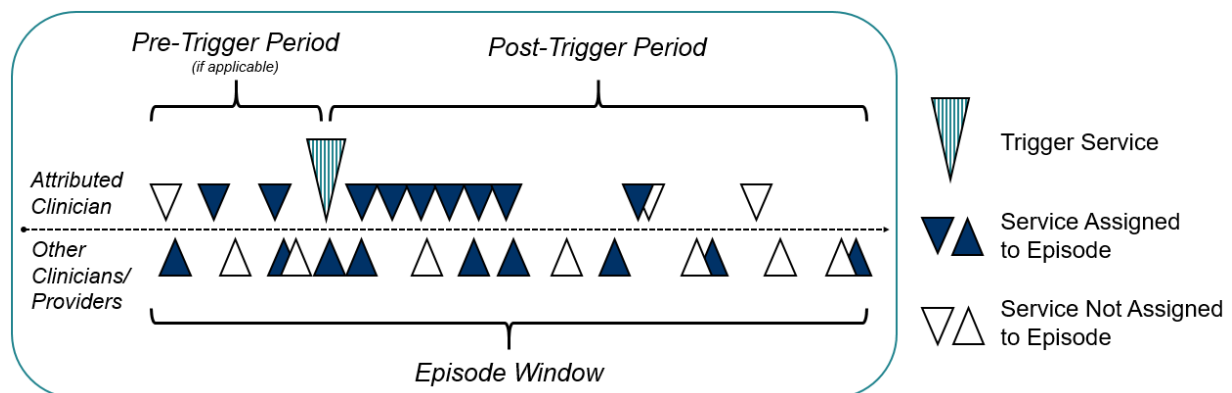 Pre-Trigger Period
(if applicable)
Post-Trigger Period
Attributed
Clinician
Other
Clinicians/
Providers
Episode Window
Trigger Service
Service Assigned
to Episode
Service Not Assigned
to Episode